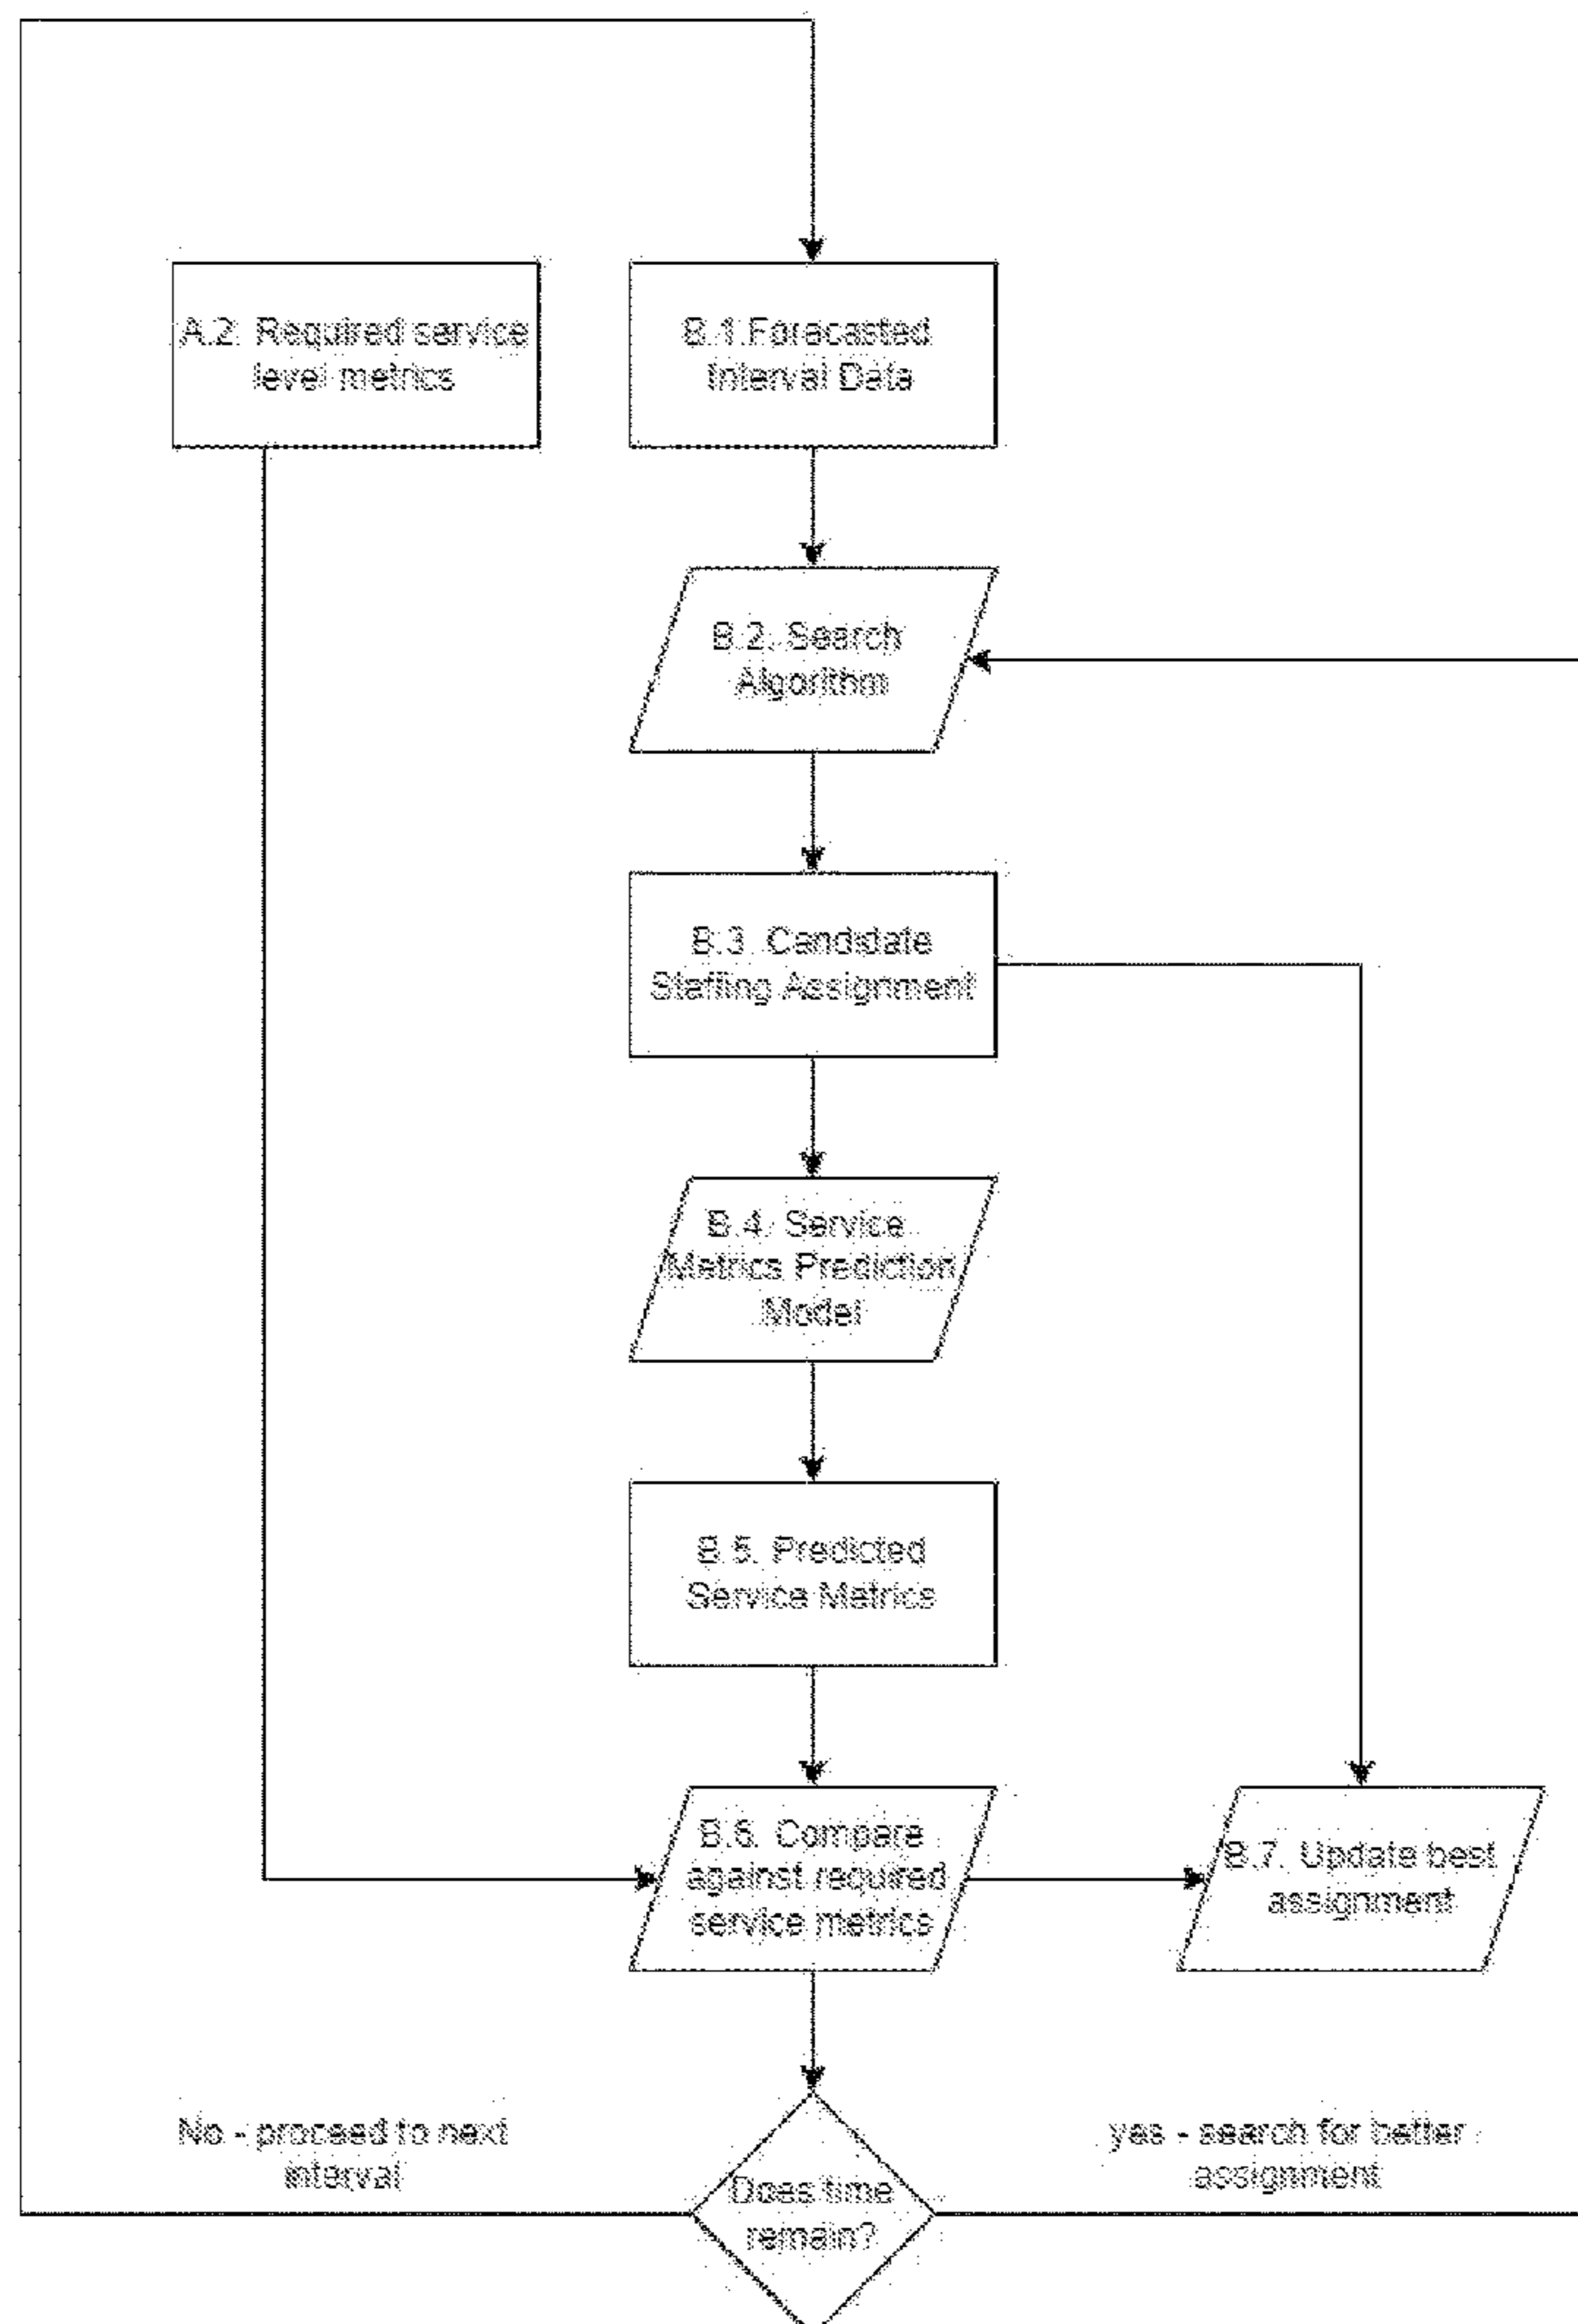 A.2. Required service
level metrics
B.1.Forecasted
Interval Data
B.2. Search
Algorithm
B.3. Candidate
Staffing Assignment
B.4. Service
Metrics Prediction
Model
B.5. Predicted
Service Metrics
B.6. Compare
against required
service metrics
B.7. Update best
assignment
No - proceed to next
interval
yes - search for better
assignment
Does time
remain?